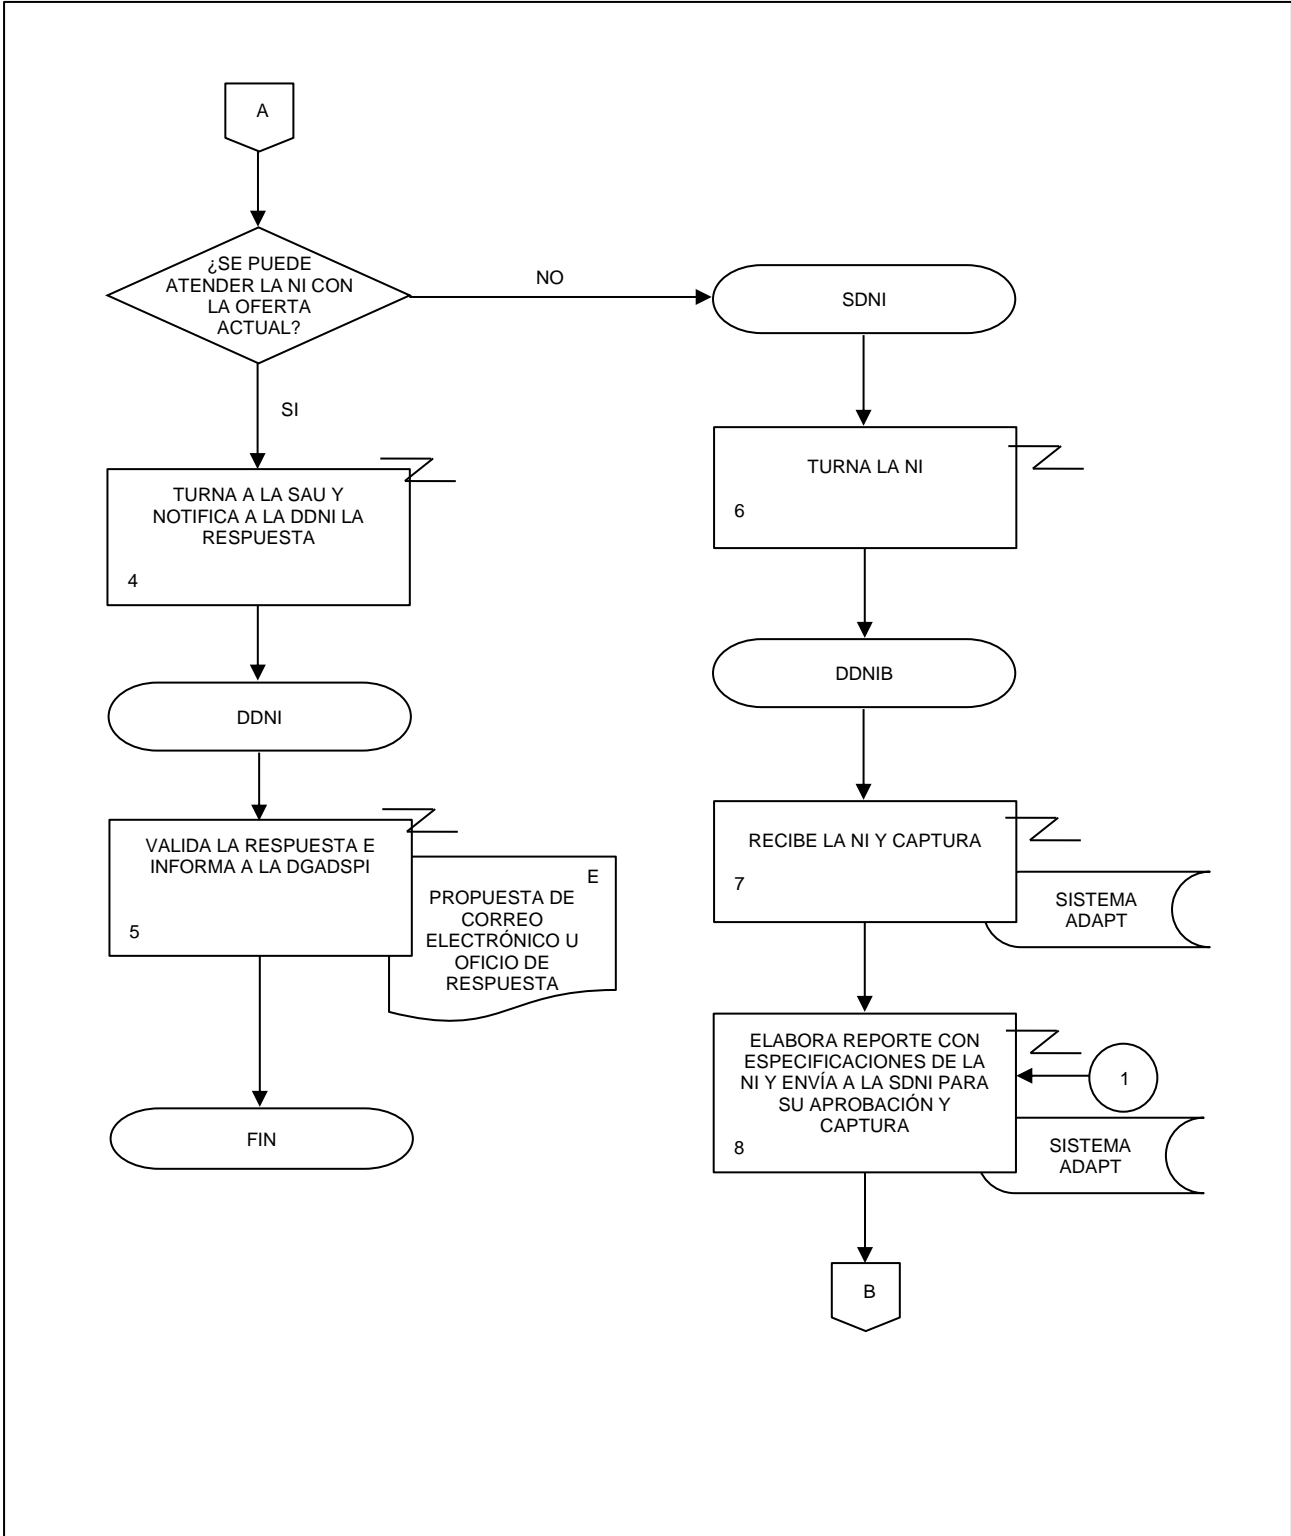 A
¿SE PUEDE
ATENDER LA NI CON
LA OFERTA
ACTUAL?
NO
SI
TURNA A LA SAU Y
NOTIFICA A LA DDNI LA
RESPUESTA
4
DDNI
VALIDA LA RESPUESTA E
INFORMA A LA DGADSPI
5
E
PROPUESTA DE
CORREO
ELECTRÓNICO U
OFICIO DE
RESPUESTA
FIN
SDNI
TURNA LA NI
6
DDNIB
RECIBE LA NI Y CAPTURA
7
SISTEMA
ADAPT
ELABORA REPORTE CON
ESPECIFICACIONES DE LA
NI Y ENVÍA A LA SDNI PARA
SU APROBACIÓN Y
CAPTURA
8
1
SISTEMA
ADAPT
B